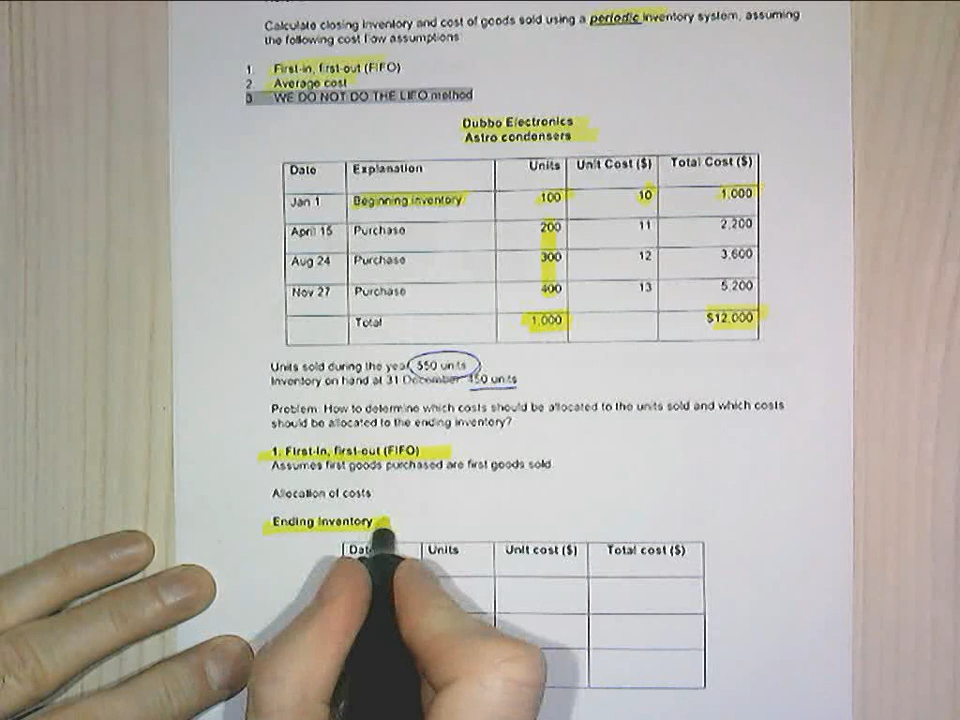 Calculate closing inventory and cost of goods sold using a periodic inventory system, assuming
the following cost flow assumptions
1. First-in, first-out (FIFO)
2. Average cost
3 WE DO NOT DO THE LIFO method
Dubbo Electronics
Astro condensers
Date Explanation Units Unit Cost ($) Total Cost ($)
Jan 1 Beginning inventory 100 10 1,000
April 15 Purchase 200 11 2,200
Aug 24 Purchase 300 12 3,600
Nov 27 Purchase 400 13 5,200
Total 1,000 $12,000
Units sold during the year 550 units
Inventory on hand at 31 December 450 units
Problem: How to determine which costs should be allocated to the units sold and which costs
should be allocated to the ending inventory?
1. First-in, first-out (FIFO)
Assumes first goods purchased are first goods sold.
Allocation of costs
Ending Inventory
Dat Units Unit cost ($) Total cost ($)